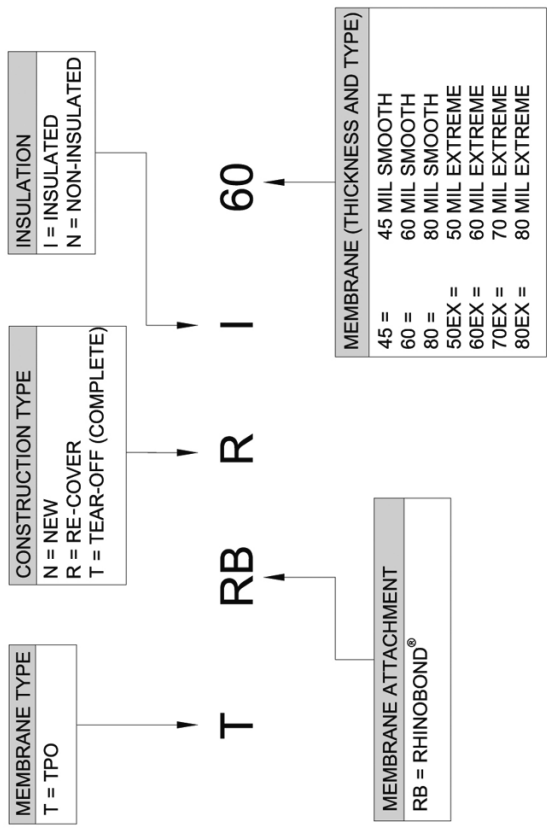 MEMBRANE TYPE
T = TPO
CONSTRUCTION TYPE
N = NEW
R = RE-COVER
T = TEAR-OFF (COMPLETE)
INSULATION
I = INSULATED
N = NON-INSULATED
T RB R I 60
MEMBRANE ATTACHMENT
RB = RHINOBOND®
MEMBRANE (THICKNESS AND TYPE)
45 = 45 MIL SMOOTH
60 = 60 MIL SMOOTH
80 = 80 MIL SMOOTH
50EX = 50 MIL EXTREME
60EX = 60 MIL EXTREME
70EX = 70 MIL EXTREME
80EX = 80 MIL EXTREME